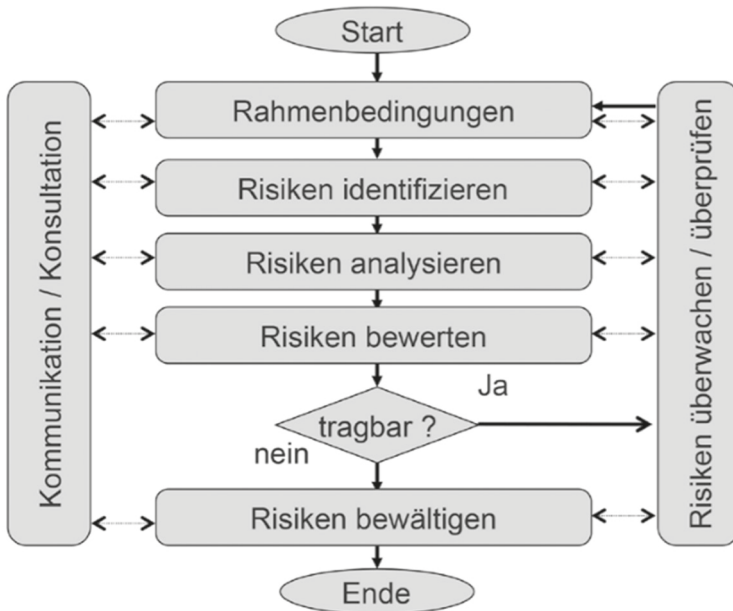 Start
Kommunikation / Konsultation
Rahmenbedingungen
Risiken identifizieren
Risiken analysieren
Risiken bewerten
Ja
tragbar ?
nein
Risiken bewältigen
Ende
Risiken überwachen / überprüfen